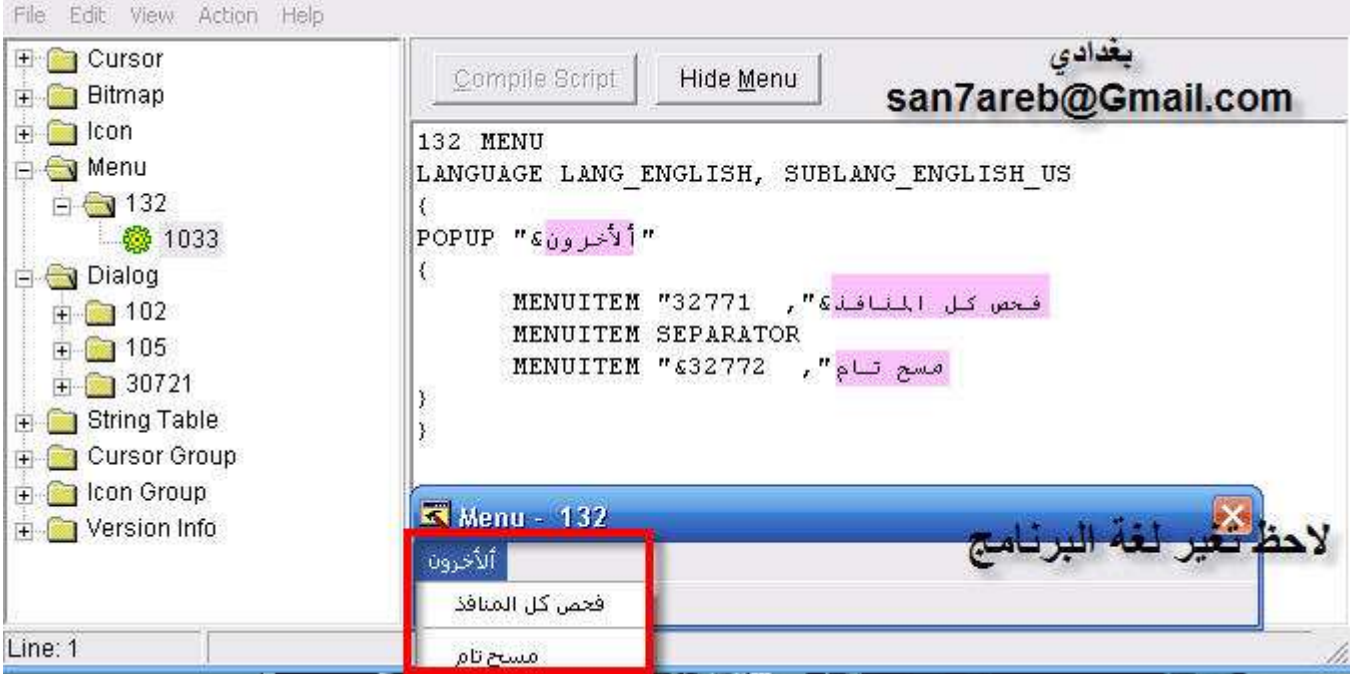 File Edit View Action Help
Cursor
Bitmap
Icon
Menu
132
1033
Dialog
102
105
30721
String Table
Cursor Group
Icon Group
Version Info
Compile Script
Hide Menu
بغدادي
san7areb@Gmail.com
132 MENU
LANGUAGE LANG_ENGLISH, SUBLANG_ENGLISH_US
{
POPUP "&ألأخرون"
{
MENUITEM "&فحص كل المنافذ", 32771
MENUITEM SEPARATOR
MENUITEM "&مسح تام", 32772
}
}
Menu - 132
لاحظ تغير لغة البرنامج
ألأخرون
فحص كل المنافذ
مسح تام
Line: 1